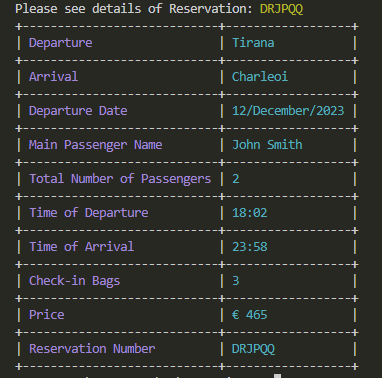 Please see details of Reservation: DRJPQQ
+--------------------------+------------------+
| Departure | Tirana |
+--------------------------+------------------+
| Arrival | Charleoi |
+--------------------------+------------------+
| Departure Date | 12/December/2023 |
+--------------------------+------------------+
| Main Passenger Name | John Smith |
+--------------------------+------------------+
| Total Number of Passengers | 2 |
+--------------------------+------------------+
| Time of Departure | 18:02 |
+--------------------------+------------------+
| Time of Arrival | 23:58 |
+--------------------------+------------------+
| Check-in Bags | 3 |
+--------------------------+------------------+
| Price | € 465 |
+--------------------------+------------------+
| Reservation Number | DRJPQQ |
+--------------------------+------------------+